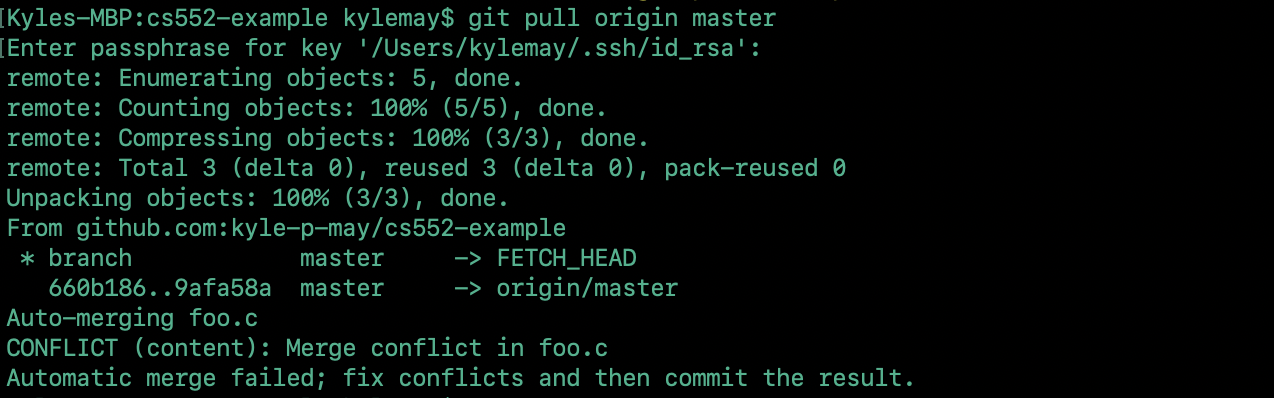 [Kyles-MBP:cs552-example kylemay$ git pull origin master
[Enter passphrase for key '/Users/kylemay/.ssh/id_rsa':
remote: Enumerating objects: 5, done.
remote: Counting objects: 100% (5/5), done.
remote: Compressing objects: 100% (3/3), done.
remote: Total 3 (delta 0), reused 3 (delta 0), pack-reused 0
Unpacking objects: 100% (3/3), done.
From github.com:kyle-p-may/cs552-example
 * branch            master     -> FETCH_HEAD
   660b186..9afa58a  master     -> origin/master
Auto-merging foo.c
CONFLICT (content): Merge conflict in foo.c
Automatic merge failed; fix conflicts and then commit the result.